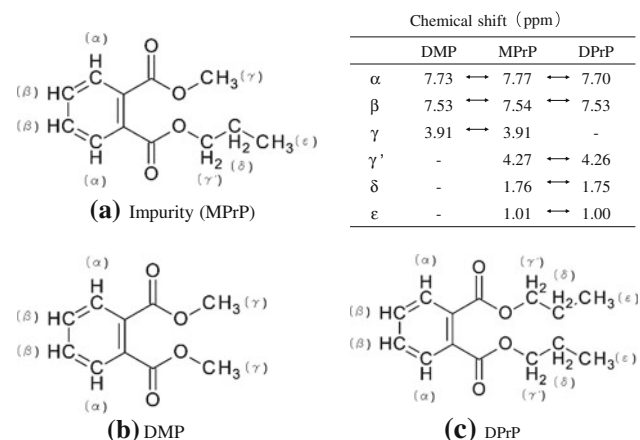 (α)
HC
(β)
(β)
HC
C
H
C
H
(α)
O
O
CH3(γ)
O
O
C
H2
H2
C
CH3(ε)
(γ')
(δ)
(a) Impurity (MPrP)
Chemical shift (ppm)
DMP MPrP DPrP
α 7.73 ↔ 7.77 ↔ 7.70
β 7.53 ↔ 7.54 ↔ 7.53
γ 3.91 ↔ 3.91 -
γ' - 4.27 ↔ 4.26
δ - 1.76 ↔ 1.75
ε - 1.01 ↔ 1.00
(α)
H
C
(β) HC
(β) HC
C
H
(α)
O
O
CH3(γ)
O
O
CH3(γ)
(b) DMP
(α)
H
C
(β) HC
(β) HC
C
H
(α)
O
O
(γ')
H2
C
(δ)
H2
C
CH3(ε)
O
O
C
H2
(γ')
C
H2
(δ)
CH3(ε)
(c) DPrP